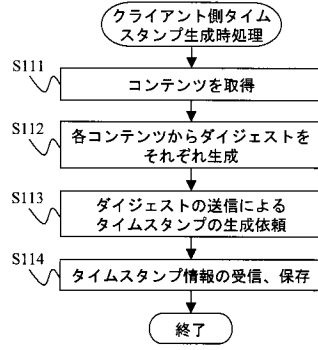 クライアント側タイム
スタンプ生成時処理
S111
コンテンツを取得
S112
各コンテンツからダイジェストを
それぞれ生成
S113
ダイジェストの送信による
タイムスタンプの生成依頼
S114
タイムスタンプ情報の受信、保存
終了